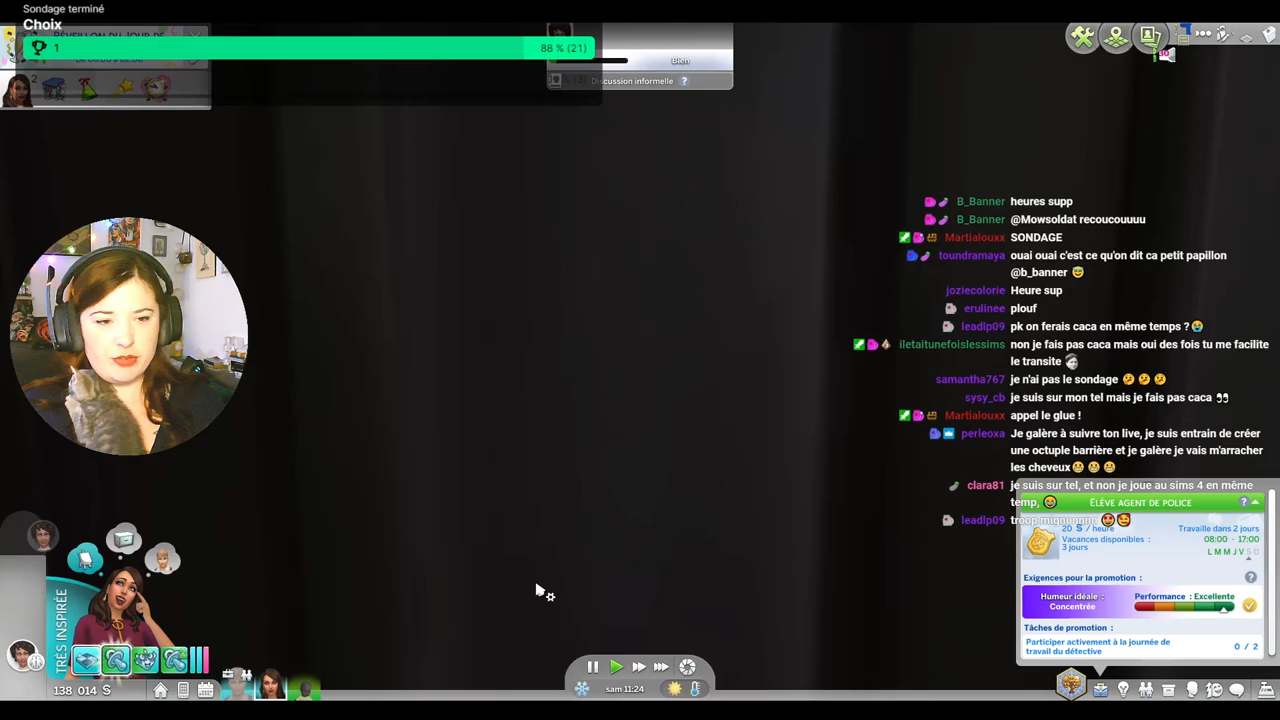 Sondage terminé
Choix
1
88 % (21)
Bien
Discussion informelle
?
2
80
B_Banner heures supp
B_Banner @Mowsoldat recoucouuuu
Martialouxx SONDAGE
toundramaya ouai ouai c'est ce qu'on dit ca petit papillon
@b_banner 😇
joziecolorie Heure sup
erulinee plouf
leadlp09 pk on ferais caca en même temps ? 😭
iletaitunefoislessims non je fais pas caca mais oui des fois tu me facilite
le transite
samantha767 je n'ai pas le sondage 🤨 🤨 🤨
sysy_cb je suis sur mon tel mais je fais pas caca 👀
Martialouxx appel le glue !
perleoxa Je galère à suivre ton live, je suis entrain de créer
une octuple barrière et je galère je vais m'arracher
les cheveux😬 😬 😬
clara81 je suis sur tel, et non je joue au sims 4 en même
temp, 😆
leadlp09 troop mignonnnn 😍 🥰
ÉLÈVE AGENT DE POLICE ?
20 $ / heure
Travaille dans 2 jours
Vacances disponibles :
3 jours
08:00 - 17:00
L M M J V S D
Exigences pour la promotion : ?
Humeur idéale :
Concentrée
Performance : Excellente
Tâches de promotion :
Participer activement à la journée de
travail du détective
0 / 2
TRÈS INSPIRÉE
138 014 $
sam 11:24